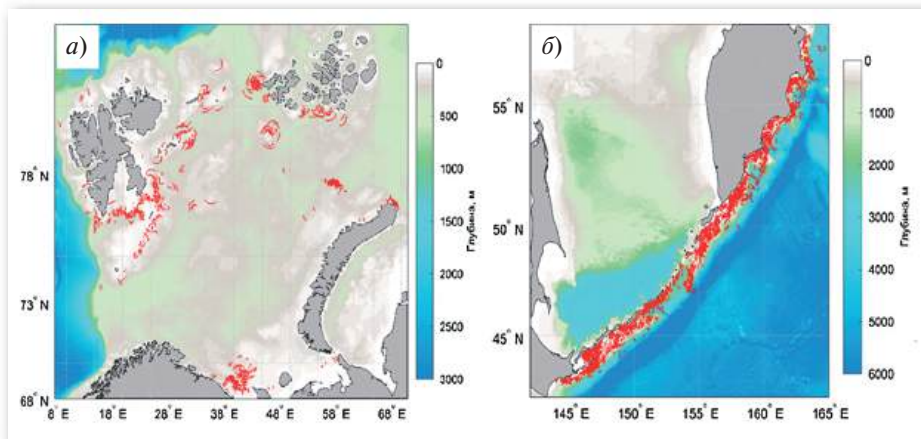 а)
0
500
1000
1500
2000
2500
3000
Глубина, м
78° N
73° N
68° N
8° E
18° E
28° E
38° E
48° E
58° E
68° E
б)
0
1000
2000
3000
4000
5000
6000
Глубина, м
55°
50°
45°
145° E
150° E
155° E
160° E
165° E